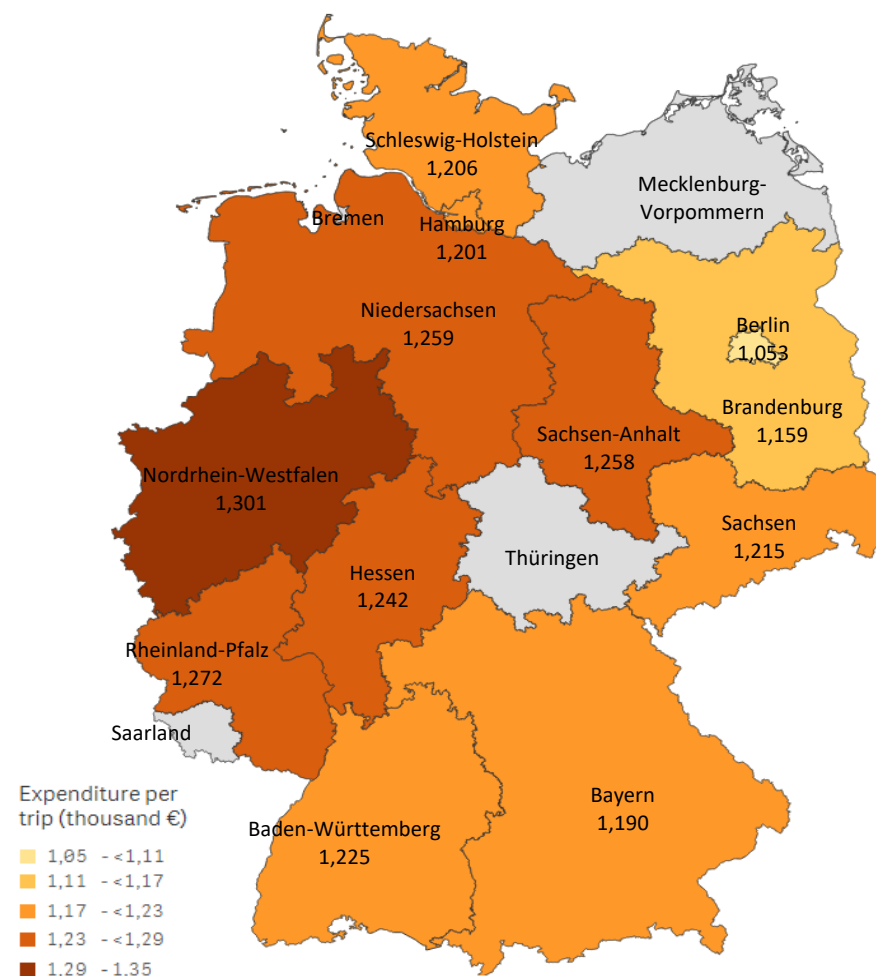 Schleswig-Holstein
1,206
Mecklenburg-
Vorpommern
Bremen
Hamburg
1,201
Niedersachsen
1,259
Berlin
1,053
Brandenburg
1,159
Sachsen-Anhalt
1,258
Nordrhein-Westfalen
1,301
Sachsen
1,215
Thüringen
Hessen
1,242
Rheinland-Pfalz
1,272
Saarland
Bayern
1,190
Baden-Württemberg
1,225
Expenditure per
trip (thousand €)
1,05 - <1,11
1,11 - <1,17
1,17 - <1,23
1,23 - <1,29
1,29 - 1,35